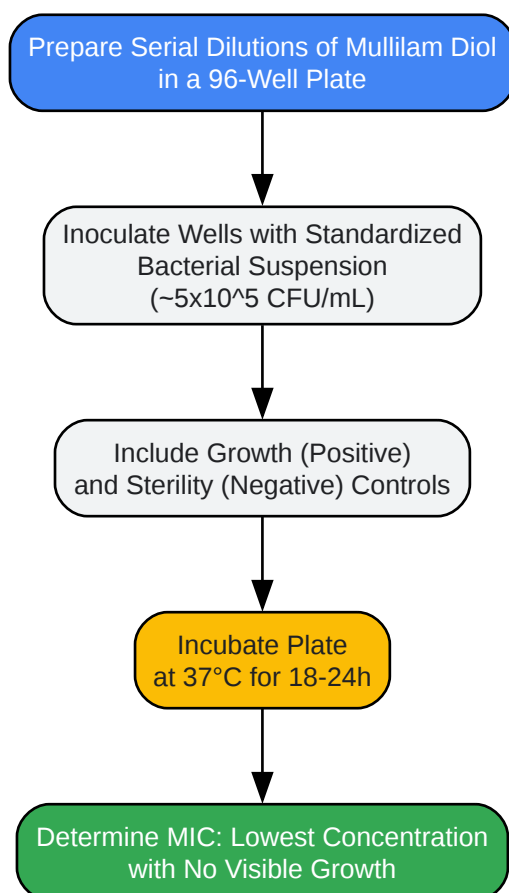 Prepare Serial Dilutions of Mullilam Diol
in a 96-Well Plate
Inoculate Wells with Standardized
Bacterial Suspension
(~5x10^5 CFU/mL)
Include Growth (Positive)
and Sterility (Negative) Controls
Incubate Plate
at 37°C for 18-24h
Determine MIC: Lowest Concentration
with No Visible Growth